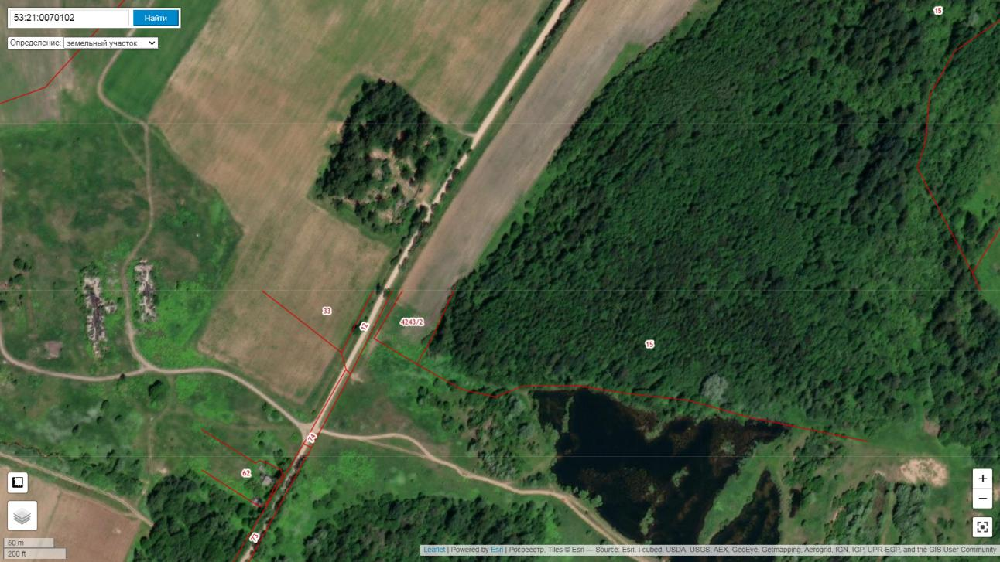 53:21:0070102
Найти
Определение: земельный участок
15
33
12
4243/2
15
74
62
73
+
−
50 m
200 ft
Leaflet | Powered by Esri | Росреестр, Tiles © Esri — Source: Esri, i-cubed, USDA, USGS, AEX, GeoEye, Getmapping, Aerogrid, IGN, IGP, UPR-EGP, and the GIS User Community